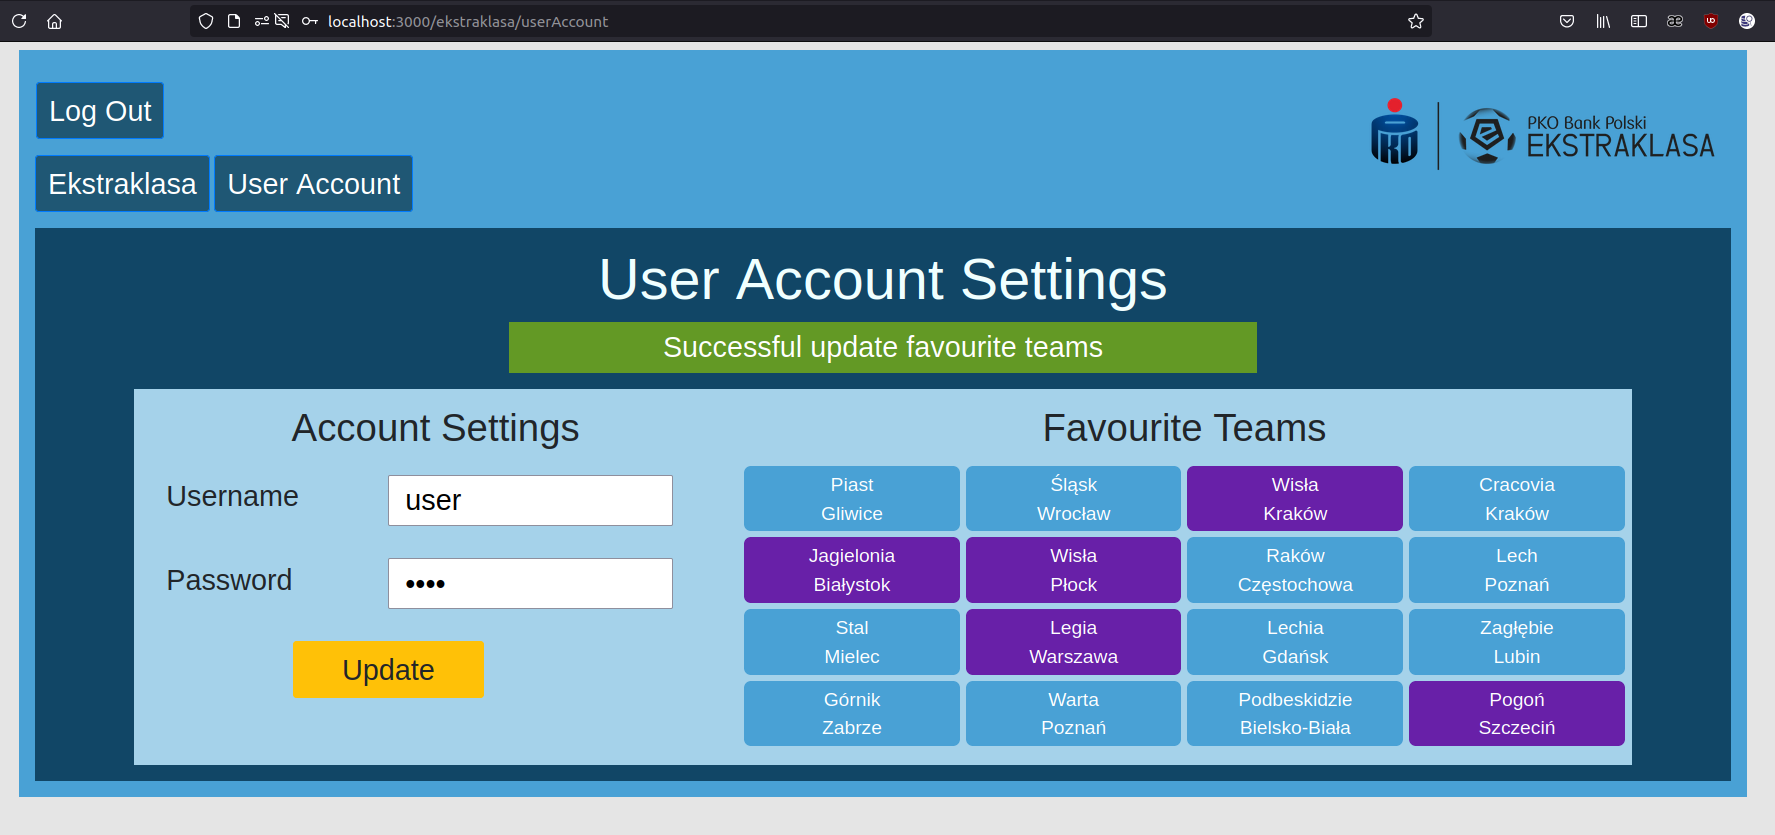 localhost:3000/ekstraklasa/userAccount
Log Out
PKO Bank Polski
EKSTRAKLASA
Ekstraklasa
User Account
User Account Settings
Successful update favourite teams
Account Settings
Username
user
Password
••••
Update
Favourite Teams
Piast
Gliwice
Śląsk
Wrocław
Wisła
Kraków
Cracovia
Kraków
Jagielonia
Białystok
Wisła
Płock
Raków
Częstochowa
Lech
Poznań
Stal
Mielec
Legia
Warszawa
Lechia
Gdańsk
Zagłębie
Lubin
Górnik
Zabrze
Warta
Poznań
Podbeskidzie
Bielsko-Biała
Pogoń
Szczeciń